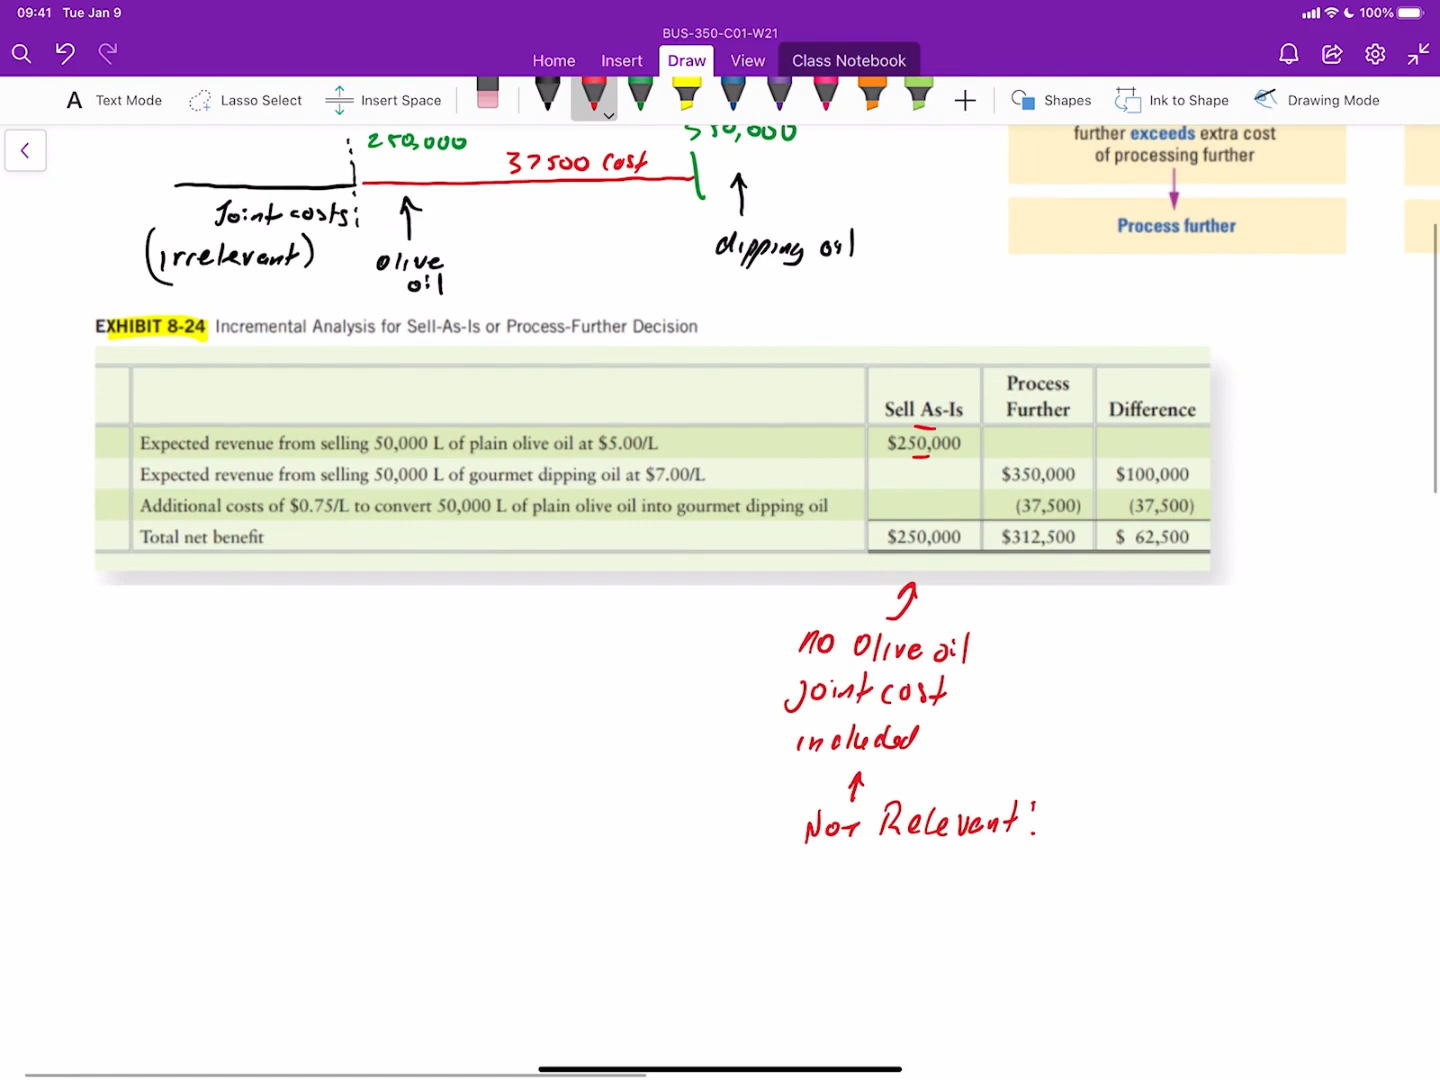 09:41 Tue Jan 9
100%
BUS-350-C01-W21
Home Insert Draw View Class Notebook
A Text Mode Lasso Select Insert Space Shapes Ink to Shape Drawing Mode
250,000
37500 Cost
Joint costs
(irrelevant)
Olive
oil
dipping oil
further exceeds extra cost
of processing further
Process further
EXHIBIT 8-24 Incremental Analysis for Sell-As-Is or Process-Further Decision
Process
Sell As-Is Further Difference
Expected revenue from selling 50,000 L of plain olive oil at $5.00/L $250,000
Expected revenue from selling 50,000 L of gourmet dipping oil at $7.00/L $350,000 $100,000
Additional costs of $0.75/L to convert 50,000 L of plain olive oil into gourmet dipping oil (37,500) (37,500)
Total net benefit $250,000 $312,500 $ 62,500
no Olive oil
joint cost
included
Not Relevant!